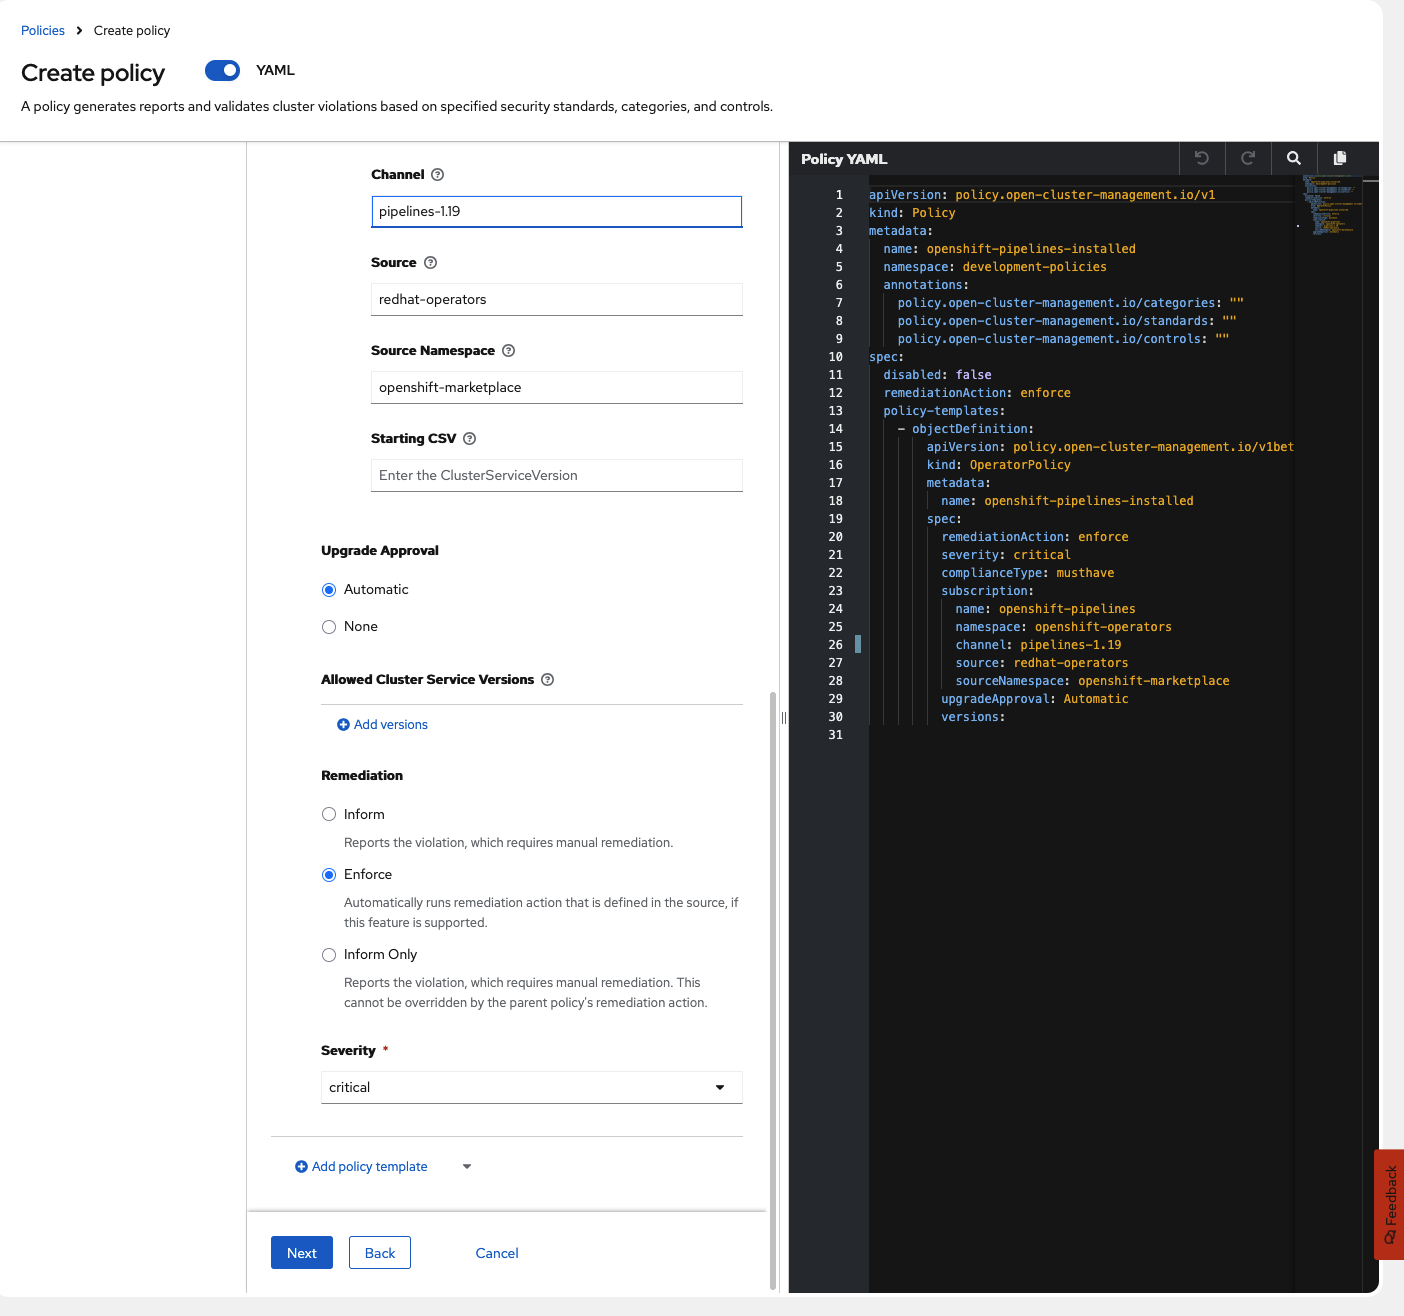 Policies > Create policy
Create policy YAML
A policy generates reports and validates cluster violations based on specified security standards, categories, and controls.
Channel
pipelines-1.19
Source
redhat-operators
Source Namespace
openshift-marketplace
Starting CSV
Enter the ClusterServiceVersion
Upgrade Approval
Automatic
None
Allowed Cluster Service Versions
Add versions
Remediation
Inform
Reports the violation, which requires manual remediation.
Enforce
Automatically runs remediation action that is defined in the source, if
this feature is supported.
Inform Only
Reports the violation, which requires manual remediation. This
cannot be overridden by the parent policy's remediation action.
Severity *
critical
Add policy template
Next Back Cancel
Policy YAML
1 apiVersion: policy.open-cluster-management.io/v1
2 kind: Policy
3 metadata:
4 name: openshift-pipelines-installed
5 namespace: development-policies
6 annotations:
7 policy.open-cluster-management.io/categories: ""
8 policy.open-cluster-management.io/standards: ""
9 policy.open-cluster-management.io/controls: ""
10 spec:
11 disabled: false
12 remediationAction: enforce
13 policy-templates:
14 - objectDefinition:
15 apiVersion: policy.open-cluster-management.io/v1bet
16 kind: OperatorPolicy
17 metadata:
18 name: openshift-pipelines-installed
19 spec:
20 remediationAction: enforce
21 severity: critical
22 complianceType: musthave
23 subscription:
24 name: openshift-pipelines
25 namespace: openshift-operators
26 channel: pipelines-1.19
27 source: redhat-operators
28 sourceNamespace: openshift-marketplace
29 upgradeApproval: Automatic
30 versions:
31
Feedback